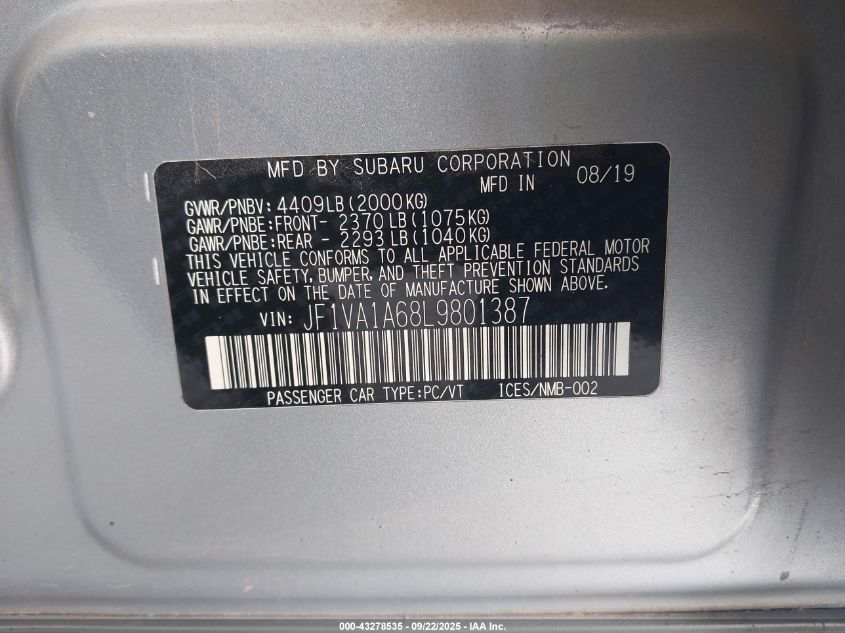 MFD BY SUBARU CORPORATION
MFD IN 08/19
GVWR/PNBV: 4409LB(2000KG)
GAWR/PNBE:FRONT- 2370LB(1075KG)
GAWR/PNBE:REAR - 2293LB(1040KG)
THIS VEHICLE CONFORMS TO ALL APPLICABLE FEDERAL MOTOR
VEHICLE SAFETY, BUMPER, AND THEFT PREVENTION STANDARDS
IN EFFECT ON THE DATE OF MANUFACTURE SHOWN ABOVE.
VIN: JF1VA1A68L9801387
PASSENGER CAR TYPE:PC/VT ICES/NMB-002
000-43278535 - 09/22/2025 - IAA Inc.